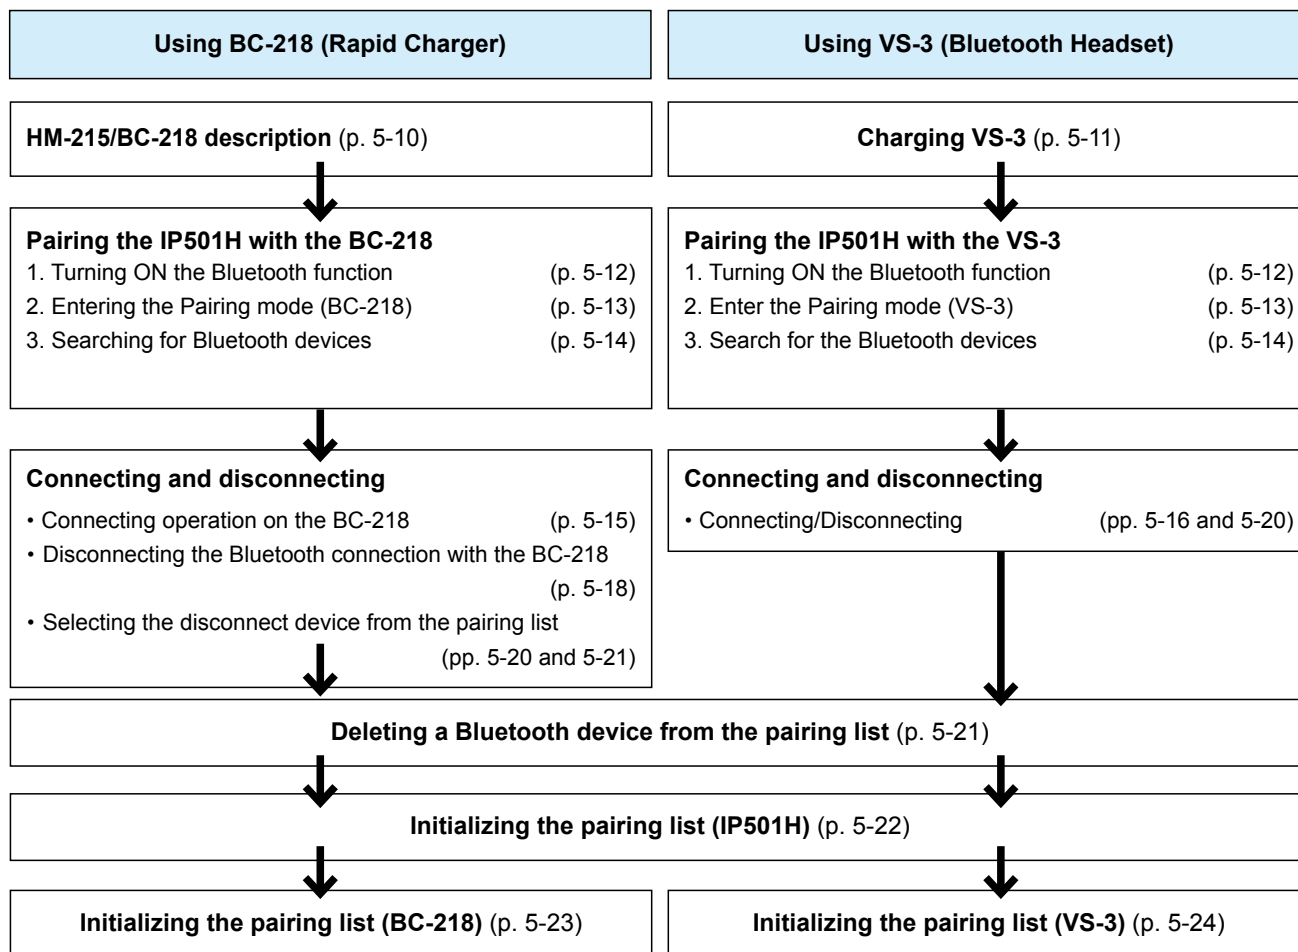 Using BC-218 (Rapid Charger)
Using VS-3 (Bluetooth Headset)
HM-215/BC-218 description (p. 5-10)
Charging VS-3 (p. 5-11)
Pairing the IP501H with the BC-218
1. Turning ON the Bluetooth function (p. 5-12)
2. Entering the Pairing mode (BC-218) (p. 5-13)
3. Searching for Bluetooth devices (p. 5-14)
Pairing the IP501H with the VS-3
1. Turning ON the Bluetooth function (p. 5-12)
2. Enter the Pairing mode (VS-3) (p. 5-13)
3. Search for the Bluetooth devices (p. 5-14)
Connecting and disconnecting
• Connecting operation on the BC-218 (p. 5-15)
• Disconnecting the Bluetooth connection with the BC-218
(p. 5-18)
• Selecting the disconnect device from the pairing list
(pp. 5-20 and 5-21)
Connecting and disconnecting
• Connecting/Disconnecting (pp. 5-16 and 5-20)
Deleting a Bluetooth device from the pairing list (p. 5-21)
Initializing the pairing list (IP501H) (p. 5-22)
Initializing the pairing list (BC-218) (p. 5-23)
Initializing the pairing list (VS-3) (p. 5-24)